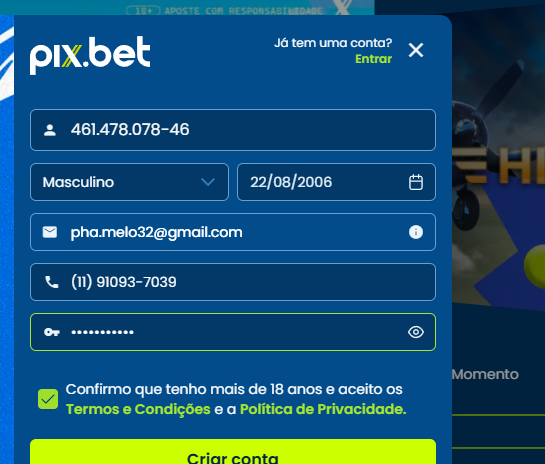 18+ APOSTE COM RESPONSABILIDADE
pix.bet
Já tem uma conta?
Entrar
461.478.078-46
Masculino
22/08/2006
pha.melo32@gmail.com
(11) 91093-7039
•••••••••••
Confirmo que tenho mais de 18 anos e aceito os
Termos e Condições e a Política de Privacidade.
Criar conta
Momento